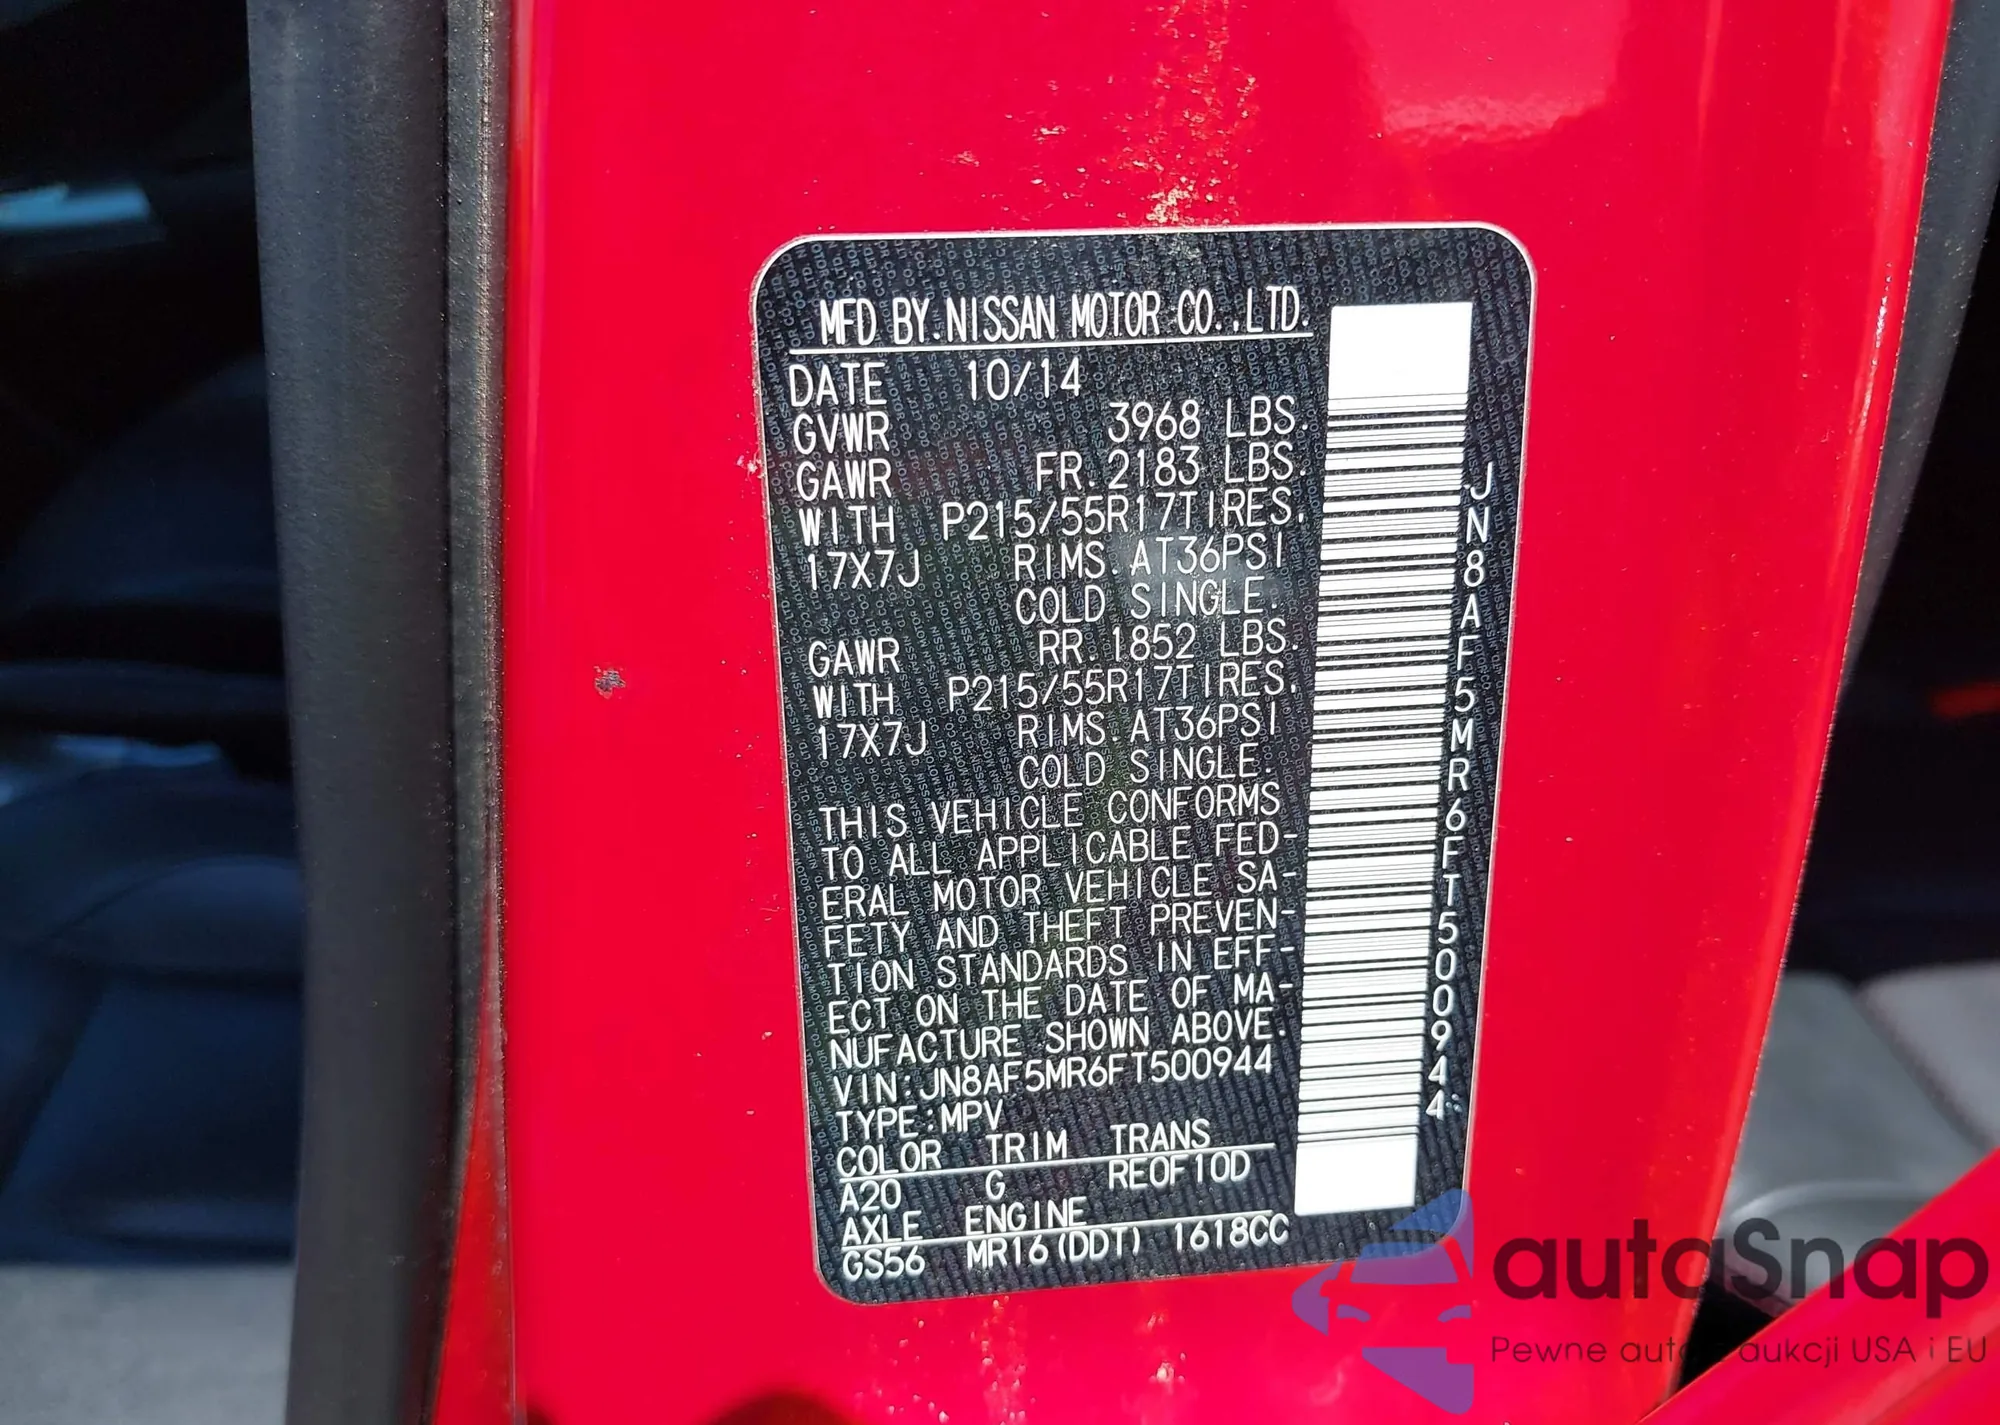 MFD BY.NISSAN MOTOR CO.,LTD.
DATE 10/14
GVWR 3968 LBS.
GAWR FR.2183 LBS.
WITH P215/55R17TIRES.
17X7J RIMS.AT36PSI
COLD SINGLE.
GAWR RR.1852 LBS.
WITH P215/55R17TIRES.
17X7J RIMS.AT36PSI
COLD SINGLE.
THIS VEHICLE CONFORMS
TO ALL APPLICABLE FED-
ERAL MOTOR VEHICLE SA-
FETY AND THEFT PREVEN-
TION STANDARDS IN EFF-
ECT ON THE DATE OF MA-
NUFACTURE SHOWN ABOVE.
VIN:JN8AF5MR6FT500944
TYPE:MPV
COLOR TRIM TRANS
A20 G RE0F10D
AXLE ENGINE
GS56 MR16(DDT) 1618CC
JN8AF5MR6FT500944
autoSnap
Pewne auta z aukcji USA i EU